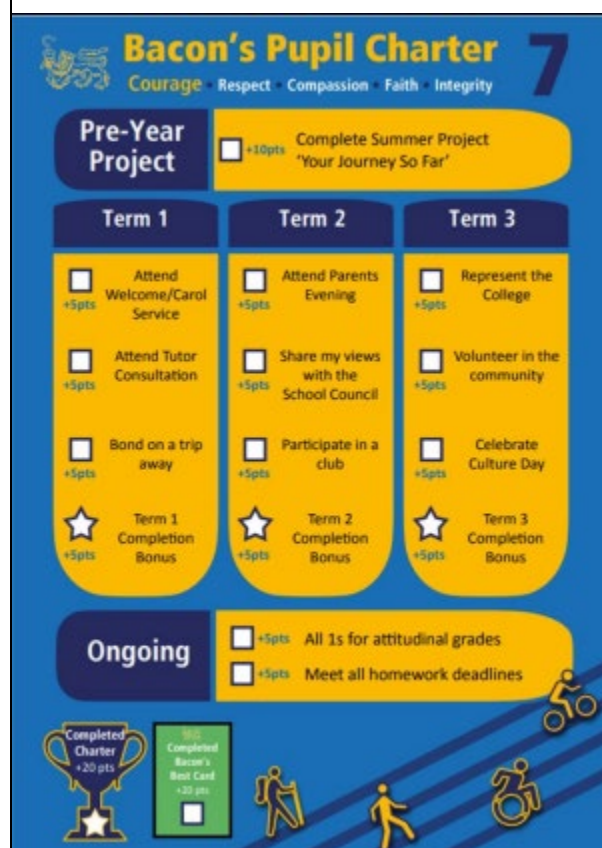 Bacon's Pupil Charter
7
Courage • Respect • Compassion • Faith • Integrity
Pre-Year
Project
+10pts
Complete Summer Project
'Your Journey So Far'
Term 1
+5pts
Attend
Welcome/Carol
Service
+5pts
Attend Tutor
Consultation
+5pts
Bond on a trip
away
+5pts
Term 1
Completion
Bonus
Term 2
+5pts
Attend Parents
Evening
+5pts
Share my views
with the
School Council
+5pts
Participate in a
club
+5pts
Term 2
Completion
Bonus
Term 3
+5pts
Represent the
College
+5pts
Volunteer in the
community
+5pts
Celebrate
Culture Day
+5pts
Term 3
Completion
Bonus
Ongoing
+5pts All 1s for attitudinal grades
+5pts Meet all homework deadlines
Completed
Charter
+20 pts
Completed
Bacon's
Best Card
+20 pts